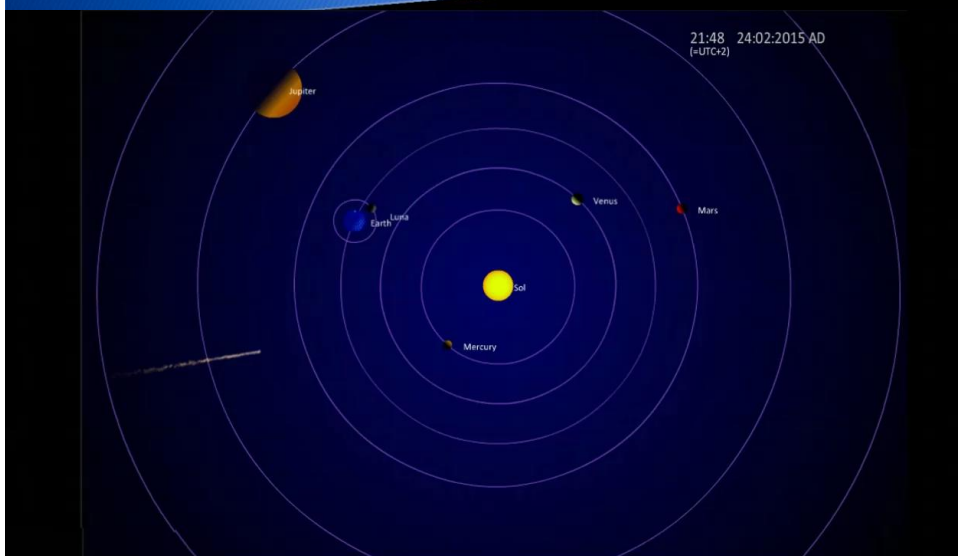 21:48 24:02:2015 AD
(=UTC+2)
Jupiter
Venus
Mars
Luna
Earth
Sol
Mercury